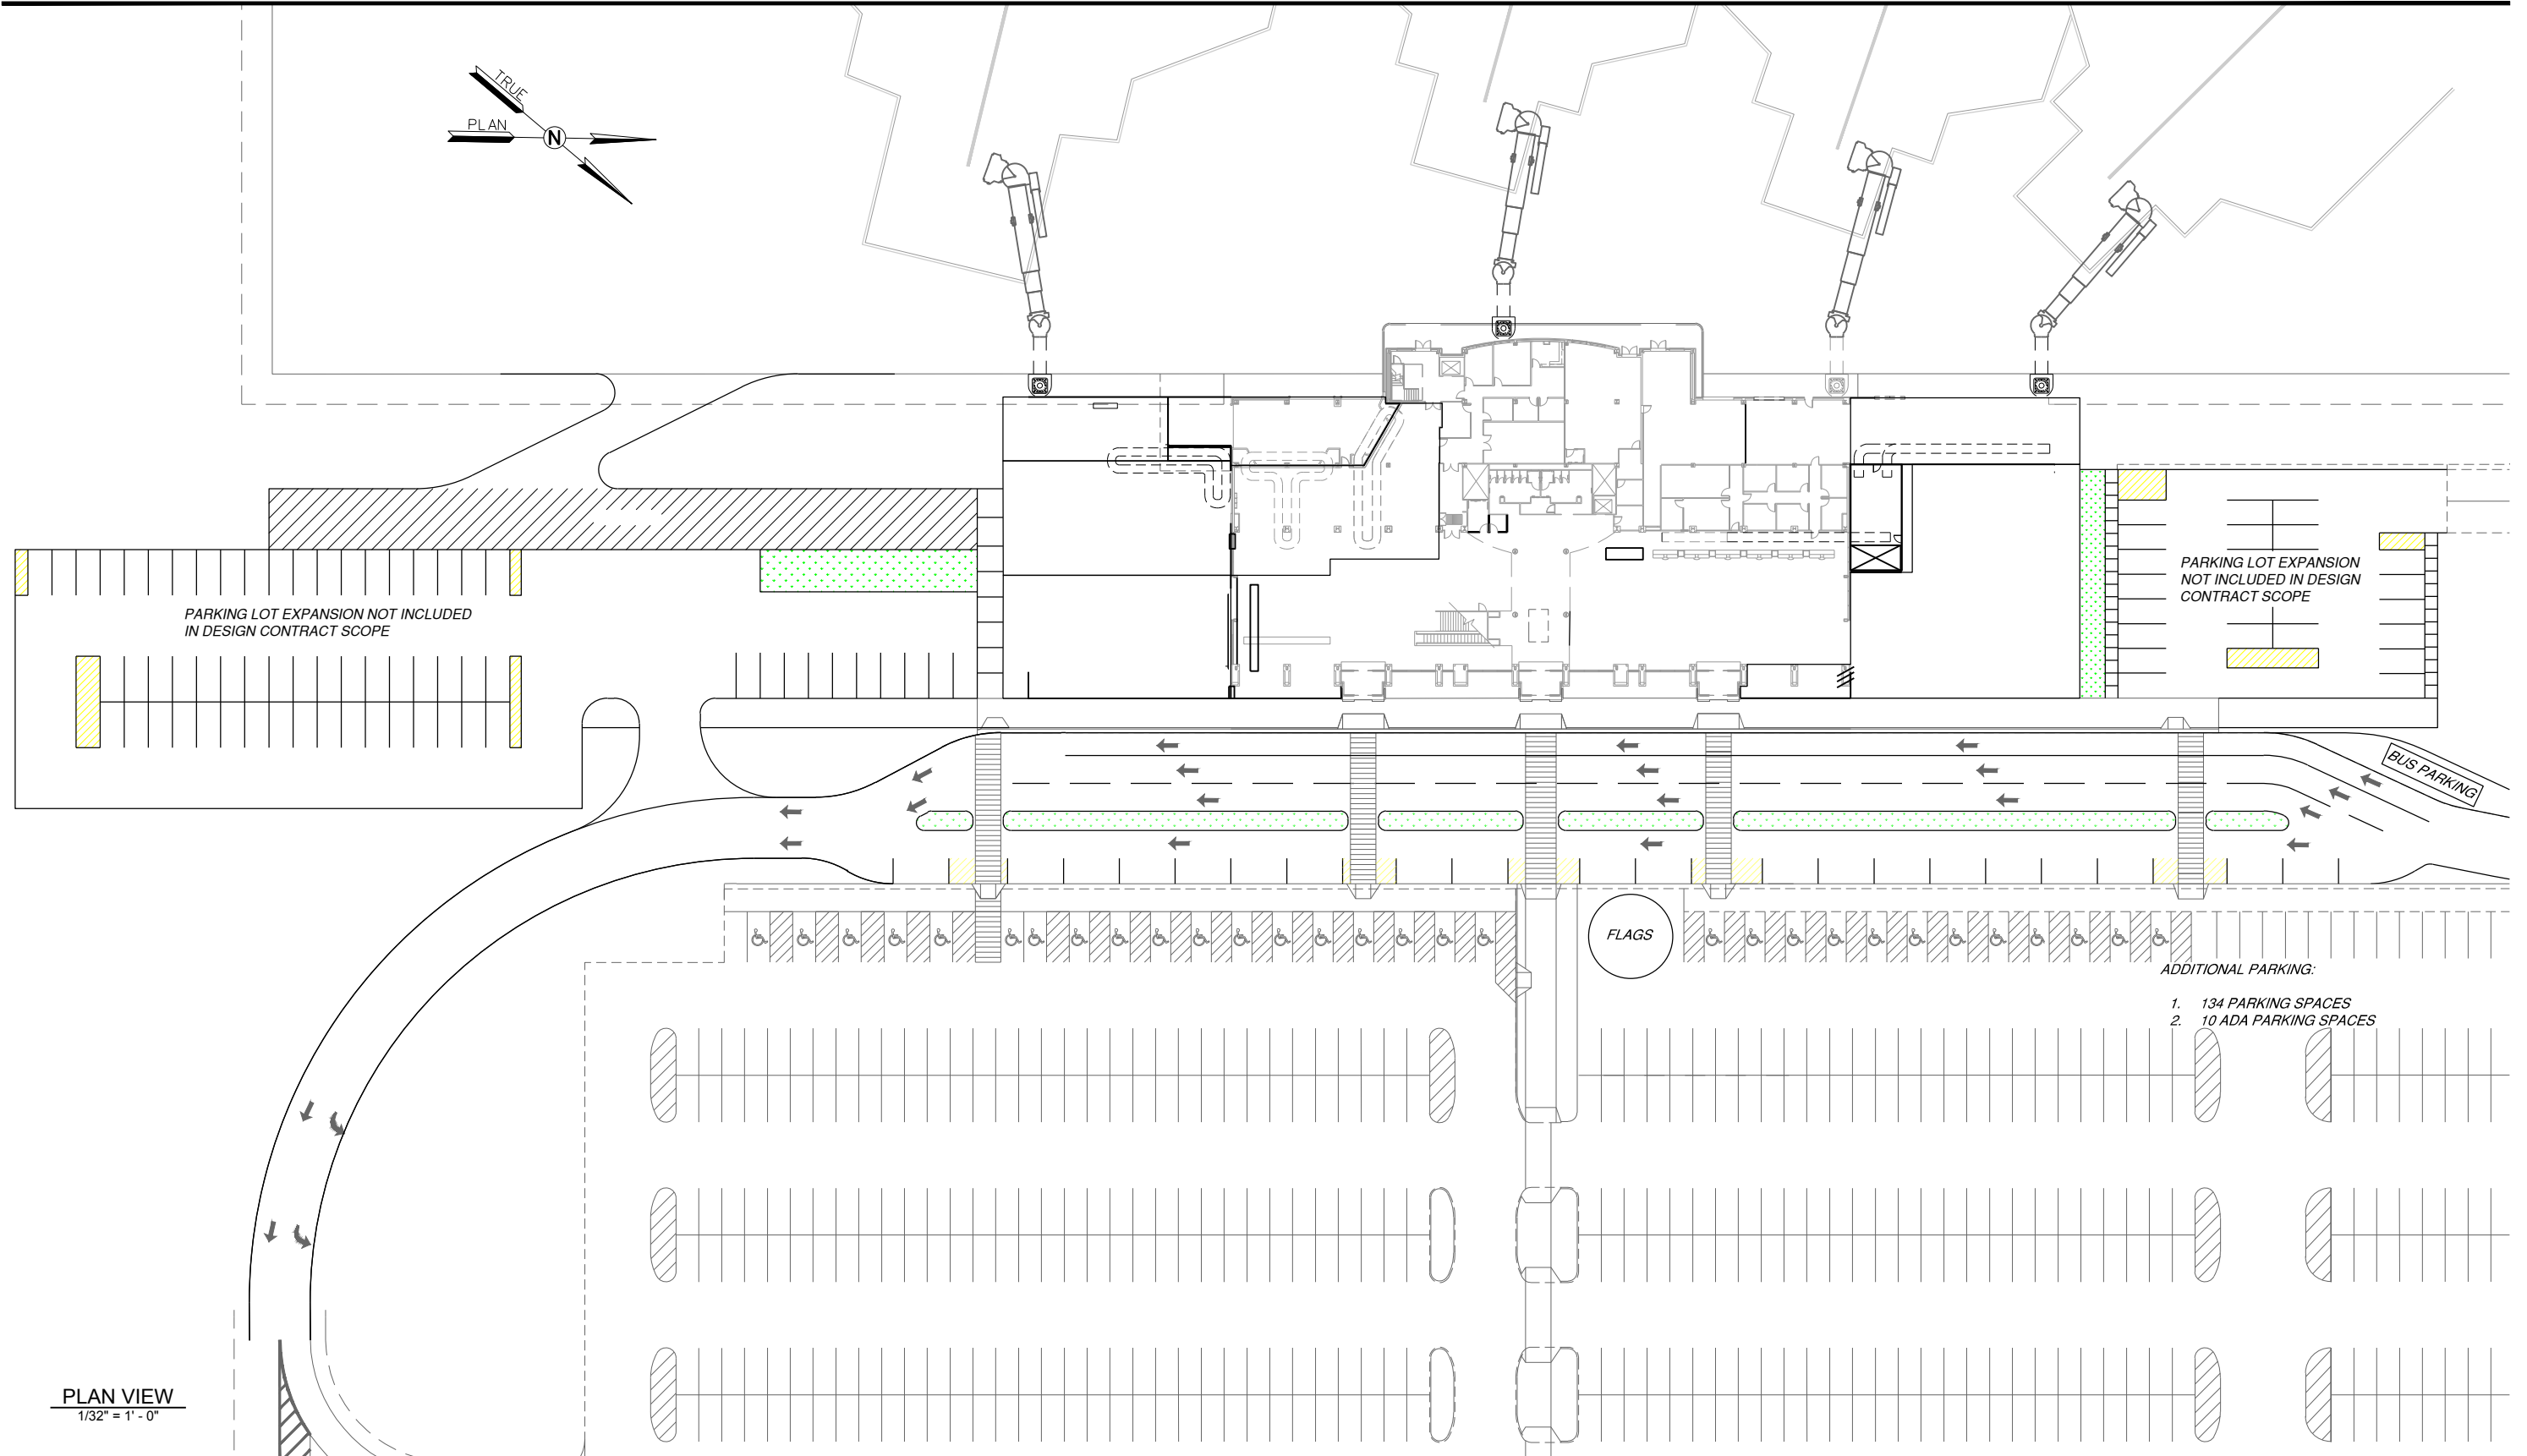 TRUE
PLAN
N
PARKING LOT EXPANSION
NOT INCLUDED IN DESIGN
CONTRACT SCOPE
PARKING LOT EXPANSION NOT INCLUDED
IN DESIGN CONTRACT SCOPE
BUS PARKING
FLAGS
ADDITIONAL PARKING:
1. 134 PARKING SPACES
2. 10 ADA PARKING SPACES
PLAN VIEW
1/32" = 1' - 0"